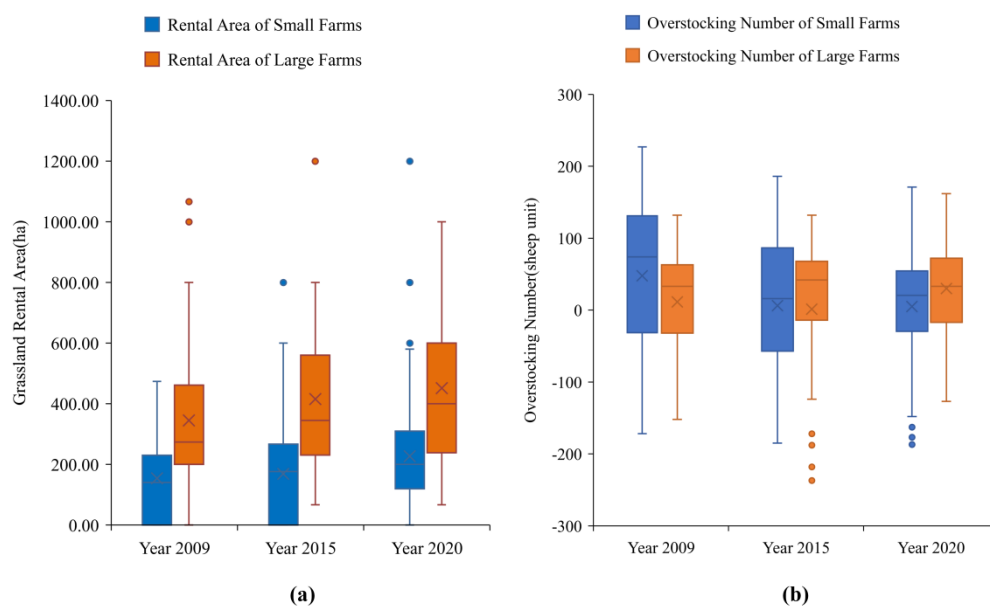 Rental Area of Small Farms
Rental Area of Large Farms
Grassland Rental Area(ha)
1400.00
1200.00
1000.00
800.00
600.00
400.00
200.00
0.00
Year 2009
Year 2015
Year 2020
(a)
Overstocking Number of Small Farms
Overstocking Number of Large Farms
Overstocking Number(sheep unit)
300
200
100
0
-100
-200
-300
Year 2009
Year 2015
Year 2020
(b)